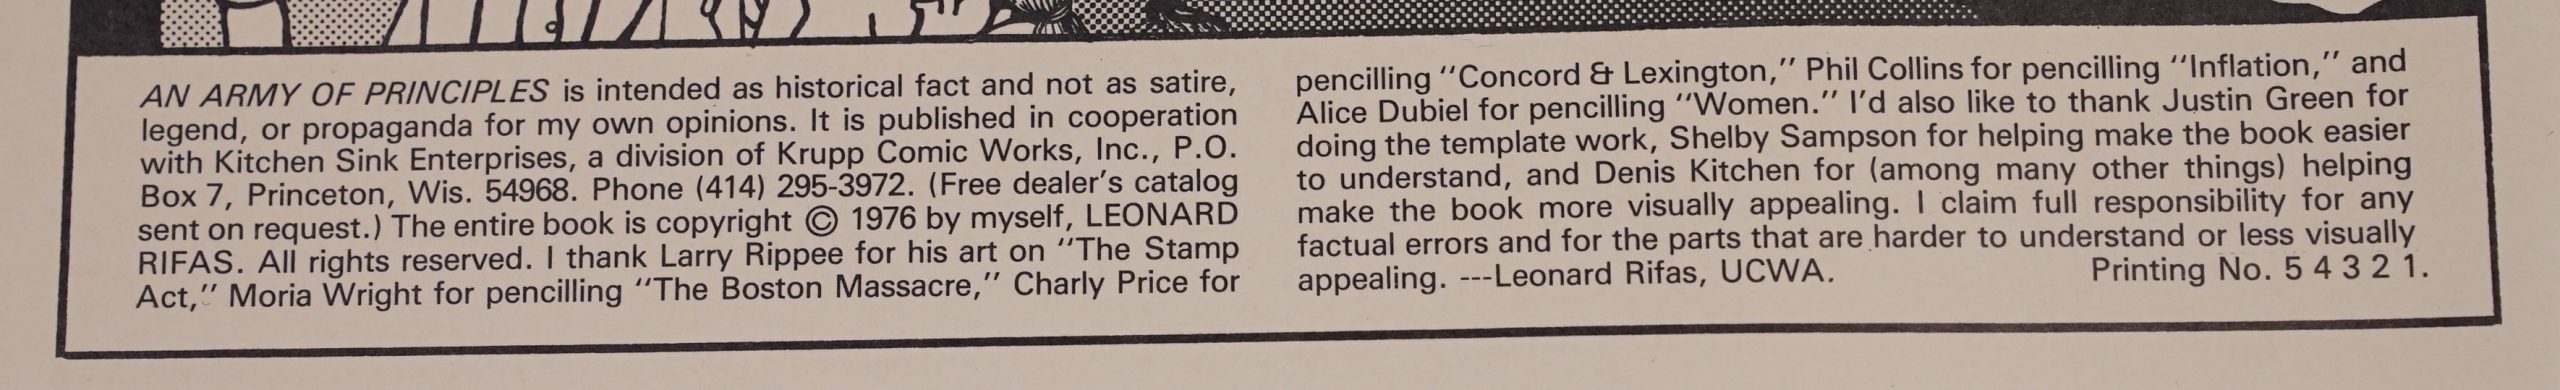 AN ARMY OF PRINCIPLES is intended as historical fact and not as satire,
legend, or propaganda for my own opinions. It is published in cooperation
with Kitchen Sink Enterprises, a division of Krupp Comic Works, Inc., P.O.
Box 7, Princeton, Wis. 54968. Phone (414) 295-3972. (Free dealer's catalog
sent on request.) The entire book is copyright © 1976 by myself, LEONARD
RIFAS. All rights reserved. I thank Larry Rippee for his art on ''The Stamp
Act,'' Moria Wright for pencilling ''The Boston Massacre,'' Charly Price for
pencilling ''Concord & Lexington,'' Phil Collins for pencilling ''Inflation,'' and
Alice Dubiel for pencilling ''Women.'' I'd also like to thank Justin Green for
doing the template work, Shelby Sampson for helping make the book easier
to understand, and Denis Kitchen for (among many other things) helping
make the book more visually appealing. I claim full responsibility for any
factual errors and for the parts that are harder to understand or less visually
appealing. ---Leonard Rifas, UCWA. Printing No. 5 4 3 2 1.